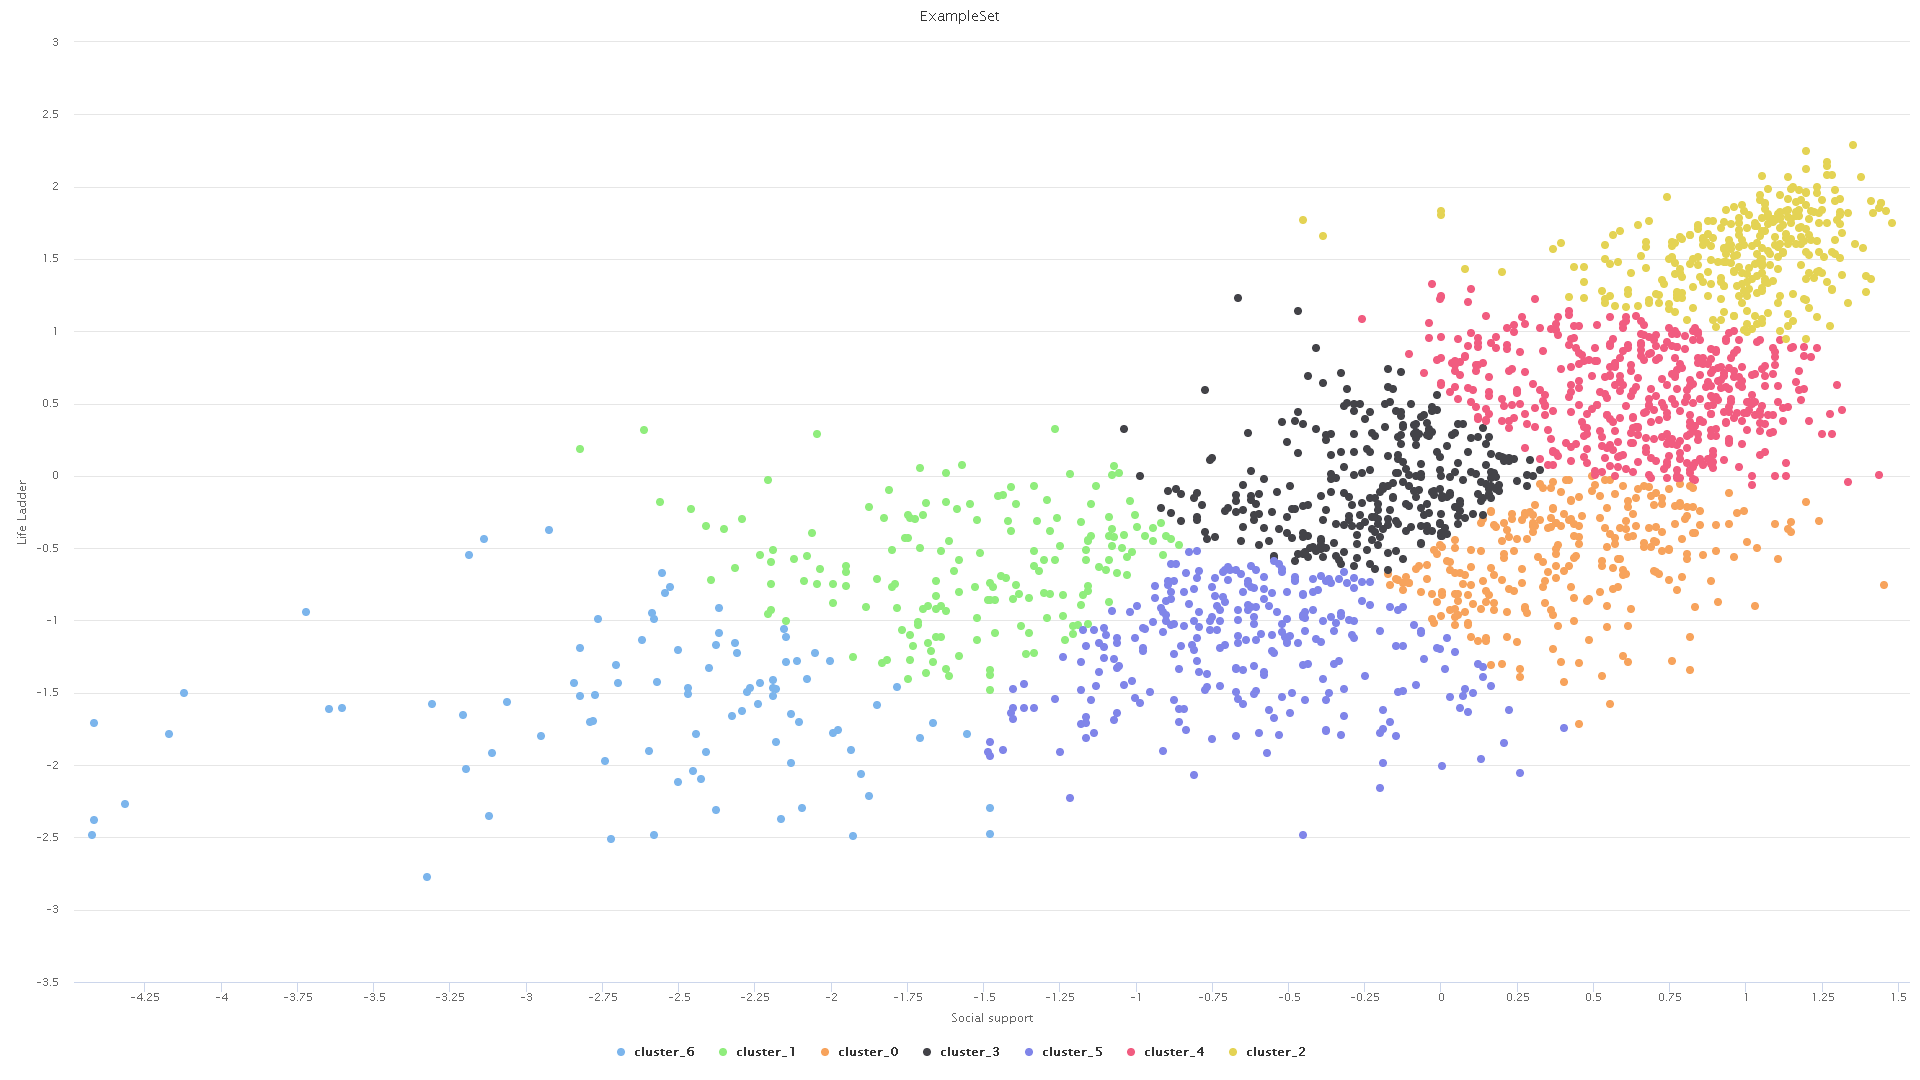 ExampleSet
3
2.5
2
1.5
1
0.5
0
-0.5
-1
-1.5
-2
-2.5
-3
-3.5
Life Ladder
-4.25 -4 -3.75 -3.5 -3.25 -3 -2.75 -2.5 -2.25 -2 -1.75 -1.5 -1.25 -1 -0.75 -0.5 -0.25 0 0.25 0.5 0.75 1 1.25 1.5
Social support
cluster_6 cluster_1 cluster_0 cluster_3 cluster_5 cluster_4 cluster_2